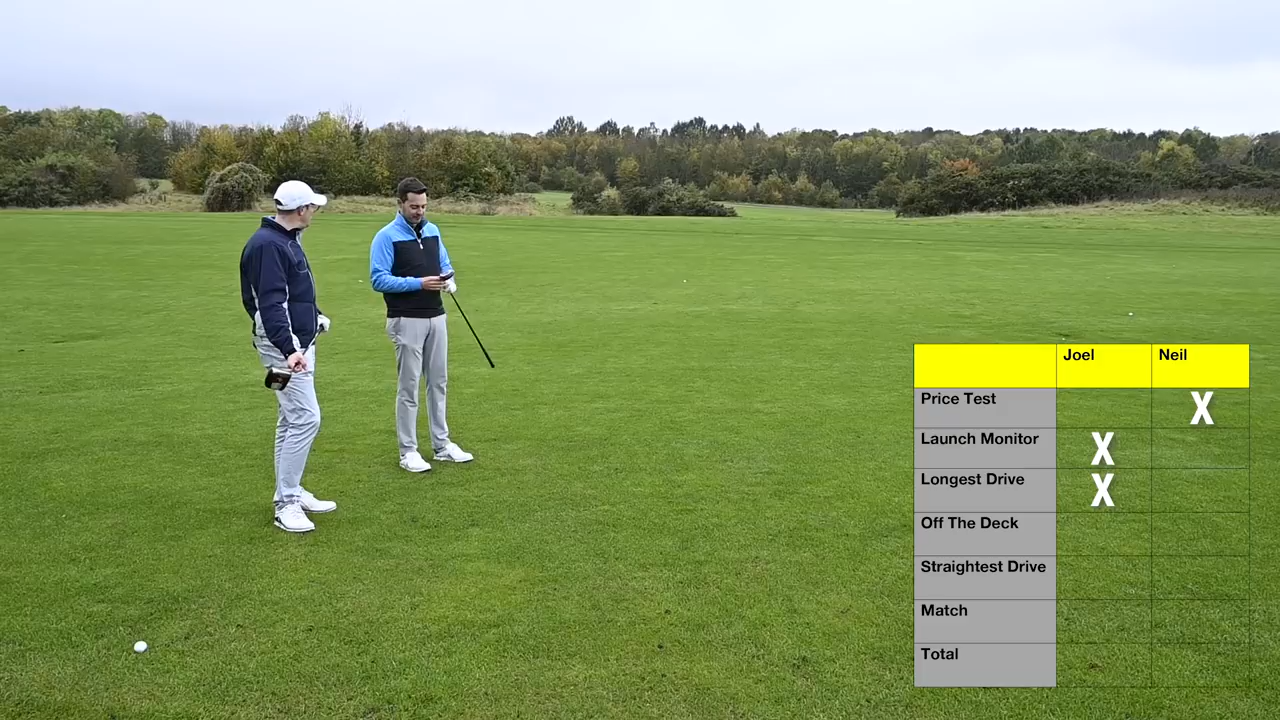 Joel Neil
Price Test X
Launch Monitor X
Longest Drive X
Off The Deck
Straightest Drive
Match
Total